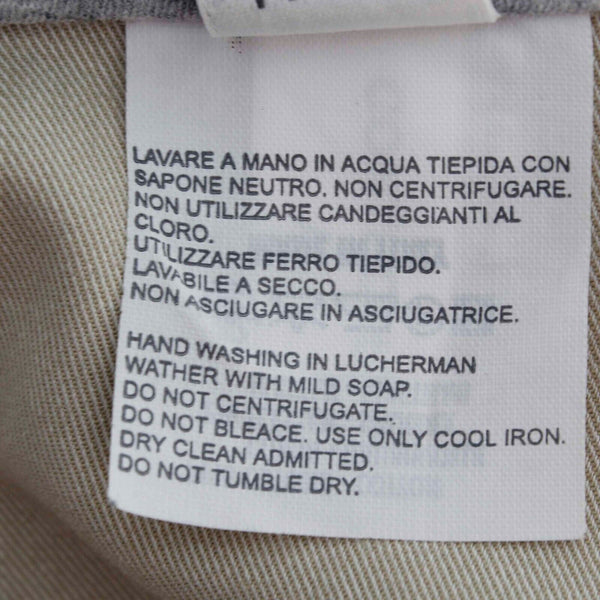 LAVARE A MANO IN ACQUA TIEPIDA CON
SAPONE NEUTRO. NON CENTRIFUGARE.
NON UTILIZZARE CANDEGGIANTI AL
CLORO.
UTILIZZARE FERRO TIEPIDO.
LAVABILE A SECCO.
NON ASCIUGARE IN ASCIUGATRICE.
HAND WASHING IN LUCHERMAN
WATHER WITH MILD SOAP.
DO NOT CENTRIFUGATE.
DO NOT BLEACE. USE ONLY COOL IRON.
DRY CLEAN ADMITTED.
DO NOT TUMBLE DRY.